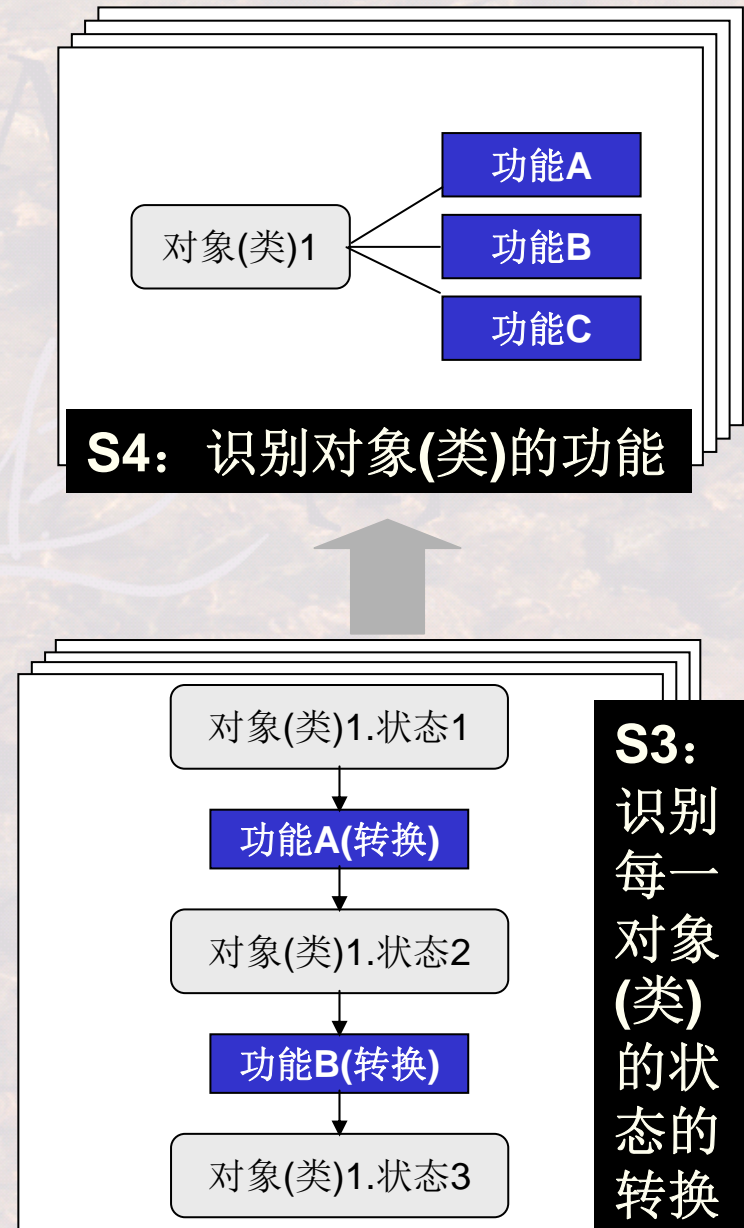 功能A
对象(类)1
功能B
功能C
S4：识别对象(类)的功能
对象(类)1.状态1
功能A(转换)
对象(类)1.状态2
功能B(转换)
对象(类)1.状态3
S3：
识别
每一
对象
(类)
的状
态的
转换